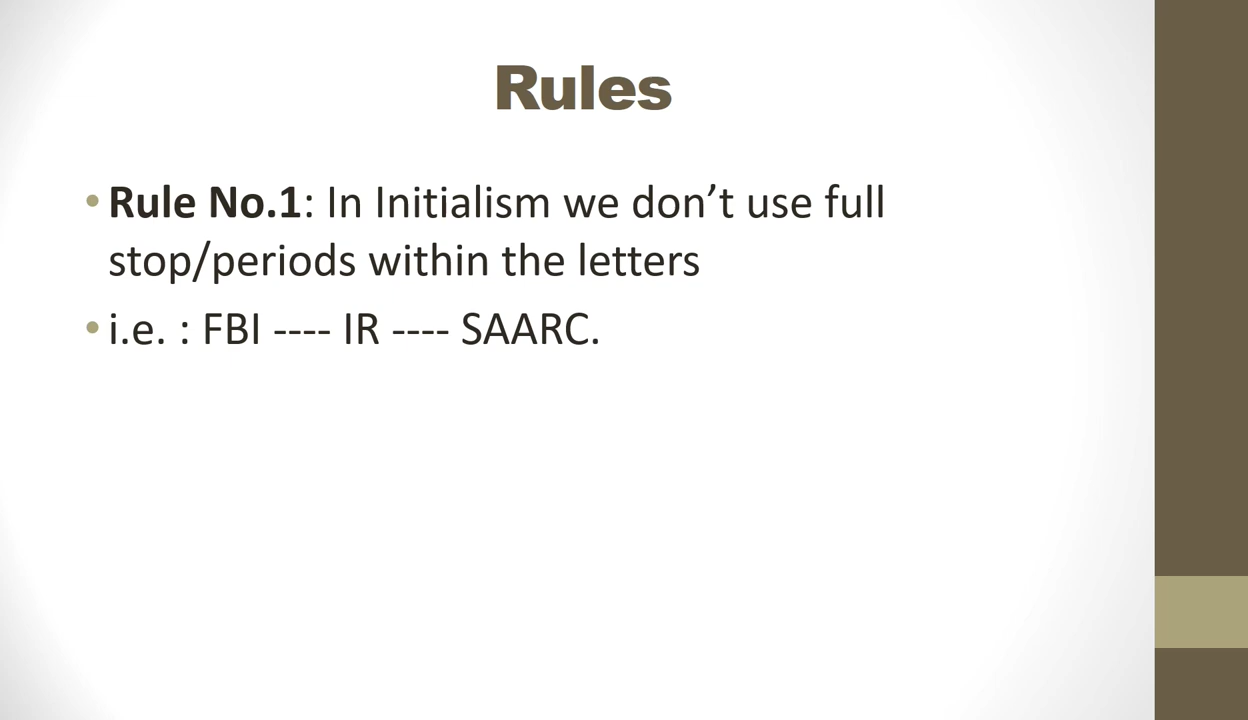 Rules
• Rule No.1: In Initialism we don’t use full
stop/periods within the letters
• i.e. : FBI ---- IR ---- SAARC.